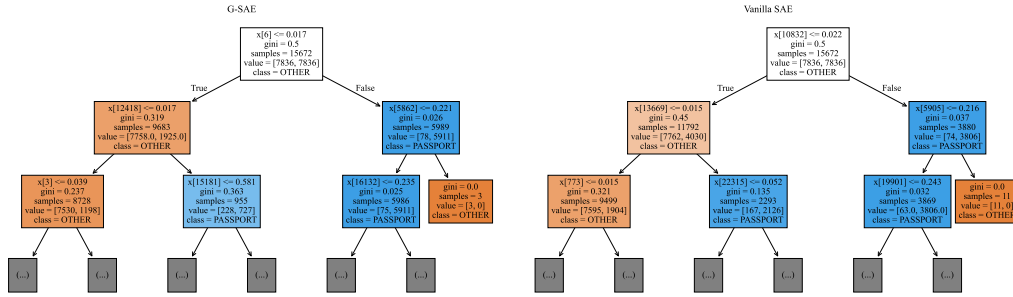 G-SAE
x[6] <= 0.017
gini = 0.5
samples = 15672
value = [7836, 7836]
class = OTHER
True
False
x[12418] <= 0.017
gini = 0.319
samples = 9683
value = [7758.0, 1925.0]
class = OTHER
x[5862] <= 0.221
gini = 0.026
samples = 5989
value = [78, 5911]
class = PASSPORT
x[3] <= 0.039
gini = 0.237
samples = 8728
value = [7530, 1198]
class = OTHER
x[15181] <= 0.581
gini = 0.363
samples = 955
value = [228, 727]
class = PASSPORT
x[16132] <= 0.235
gini = 0.025
samples = 5986
value = [75, 5911]
class = PASSPORT
gini = 0.0
samples = 3
value = [3, 0]
class = OTHER
(...)
(...)
(...)
(...)
(...)
(...)
Vanilla SAE
x[10832] <= 0.022
gini = 0.5
samples = 15672
value = [7836, 7836]
class = OTHER
True
False
x[13669] <= 0.015
gini = 0.45
samples = 11792
value = [7762, 4030]
class = OTHER
x[5905] <= 0.216
gini = 0.037
samples = 3880
value = [74, 3806]
class = PASSPORT
x[773] <= 0.015
gini = 0.321
samples = 9499
value = [7595, 1904]
class = OTHER
x[22315] <= 0.052
gini = 0.135
samples = 2293
value = [167, 2126]
class = PASSPORT
x[19901] <= 0.243
gini = 0.032
samples = 3869
value = [63.0, 3806.0]
class = PASSPORT
gini = 0.0
samples = 11
value = [11, 0]
class = OTHER
(...)
(...)
(...)
(...)
(...)
(...)